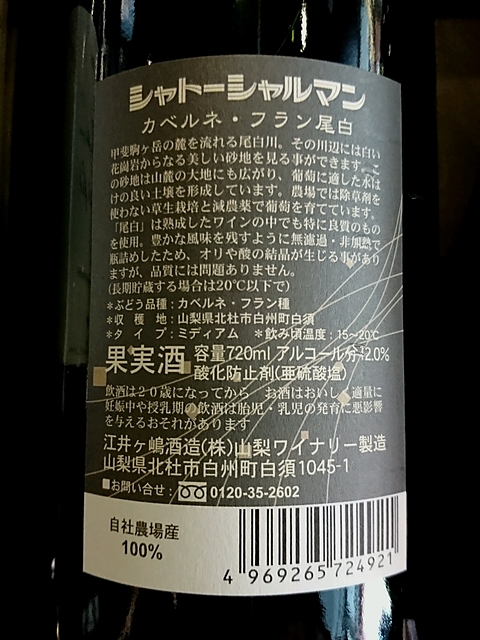 シャトーシャルマン
カベルネ・フラン尾白
甲斐駒ヶ岳の麓を流れる尾白川。その川辺には白い
花崗岩からなる美しい砂地を見る事ができます。この
砂地は山麓の大地にも広がり、葡萄に適した水は
けの良い土壌を形成しています。農場では除草剤を
使わない草生栽培と減農薬で葡萄を育てています。
「尾白」は熟成したワインの中でも特に良質のもの
を使用。豊かな風味を残すように無濾過・非加熱で
瓶詰めしたため、オリや酸の結晶が生じる事があり
ますが、品質には問題ありません。
(長期貯蔵する場合は20℃以下で)
＊ぶどう品種：カベルネ・フラン種
＊収穫地：山梨県北杜市白州町白須
＊タイプ：ミディアム ＊飲み頃温度：15～20℃
果実酒 容量720ml アルコール分12.0%
酸化防止剤(亜硫酸塩)
飲酒は２０歳になってから お酒はおいしく適量に
妊娠中や授乳期の飲酒は胎児・乳児の発育に悪影響
を与えるおそれがあります
江井ヶ嶋酒造(株)山梨ワイナリー製造
山梨県北杜市白州町白須1045-1
■お問い合せ： 0120-35-2602
自社農場産
100%
4 969265 724921